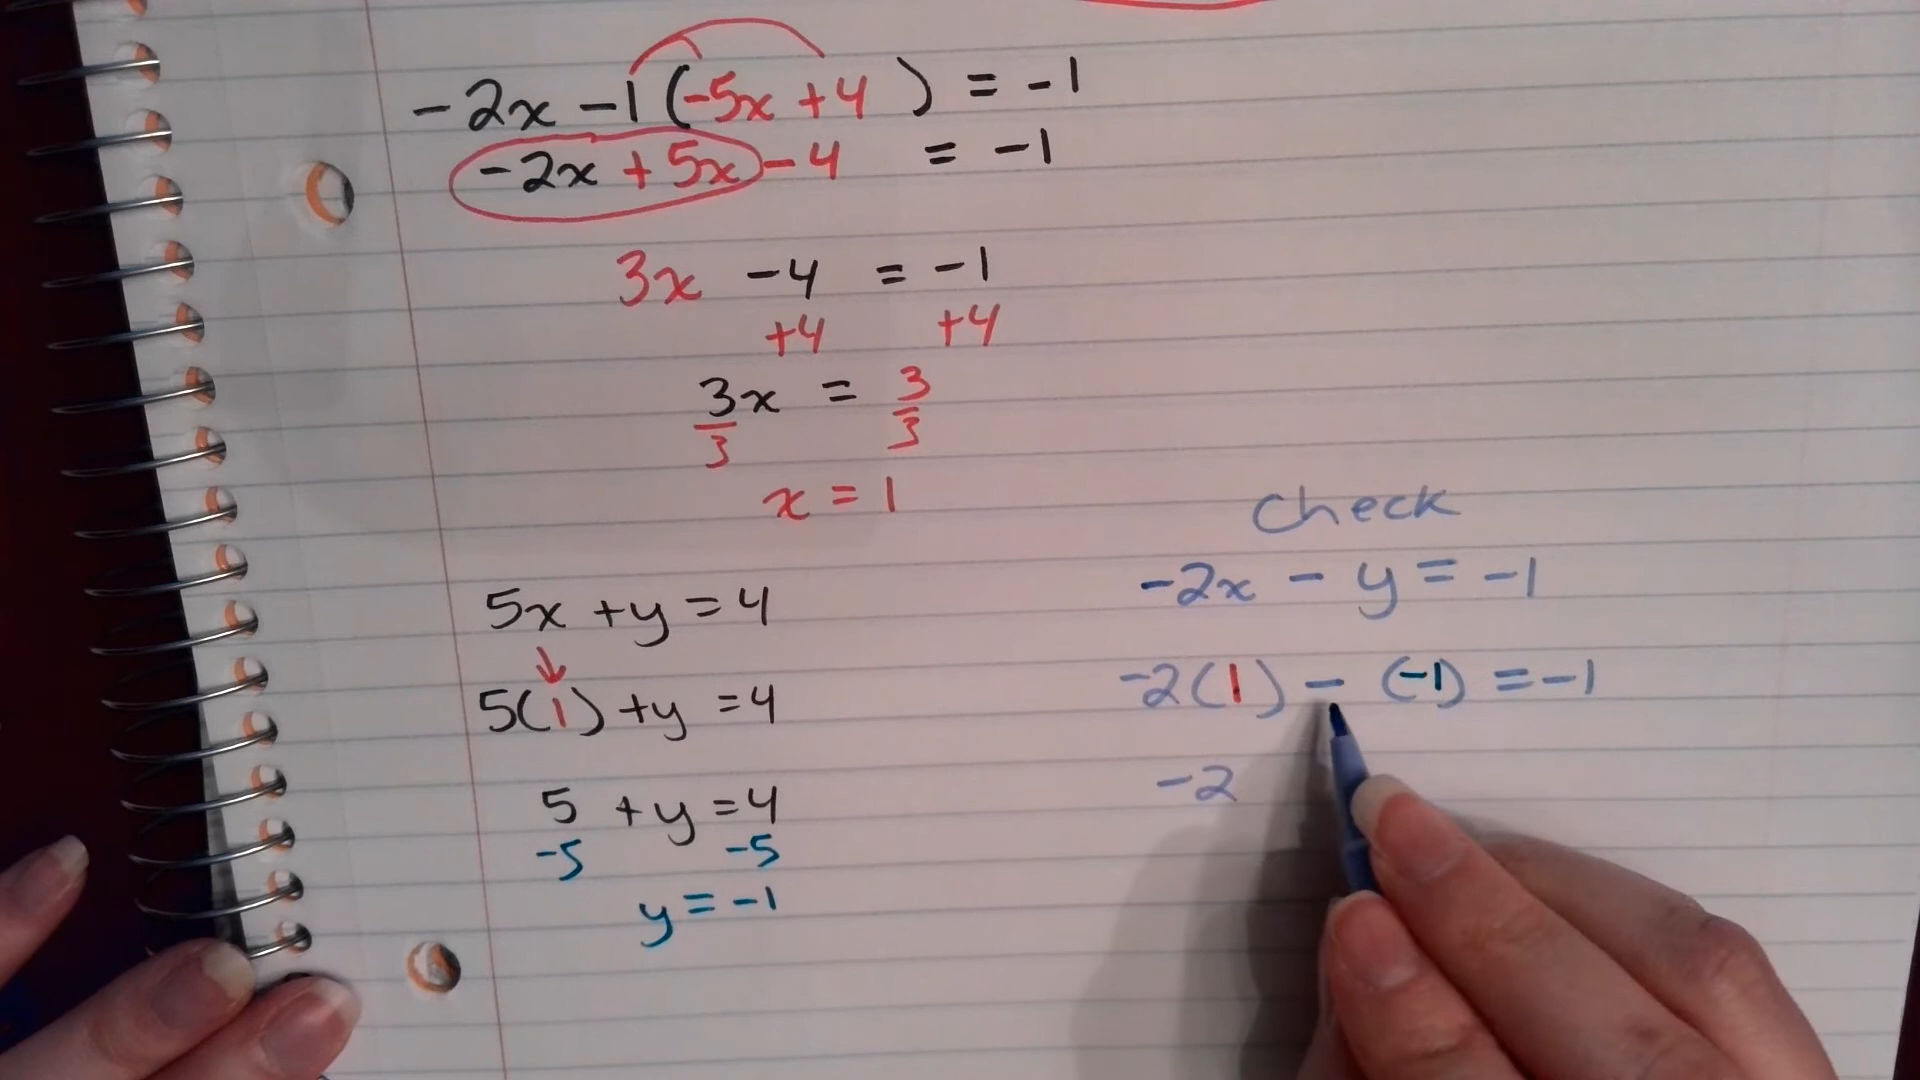 -2x -1(-5x +4) = -1
-2x + 5x - 4 = -1
3x -4 = -1
+4 +4
3x = 3
3 3
x = 1
5x + y = 4
5(1) + y = 4
5 + y = 4
-5 -5
y = -1
check
-2x - y = -1
-2(1) - (-1) = -1
-2